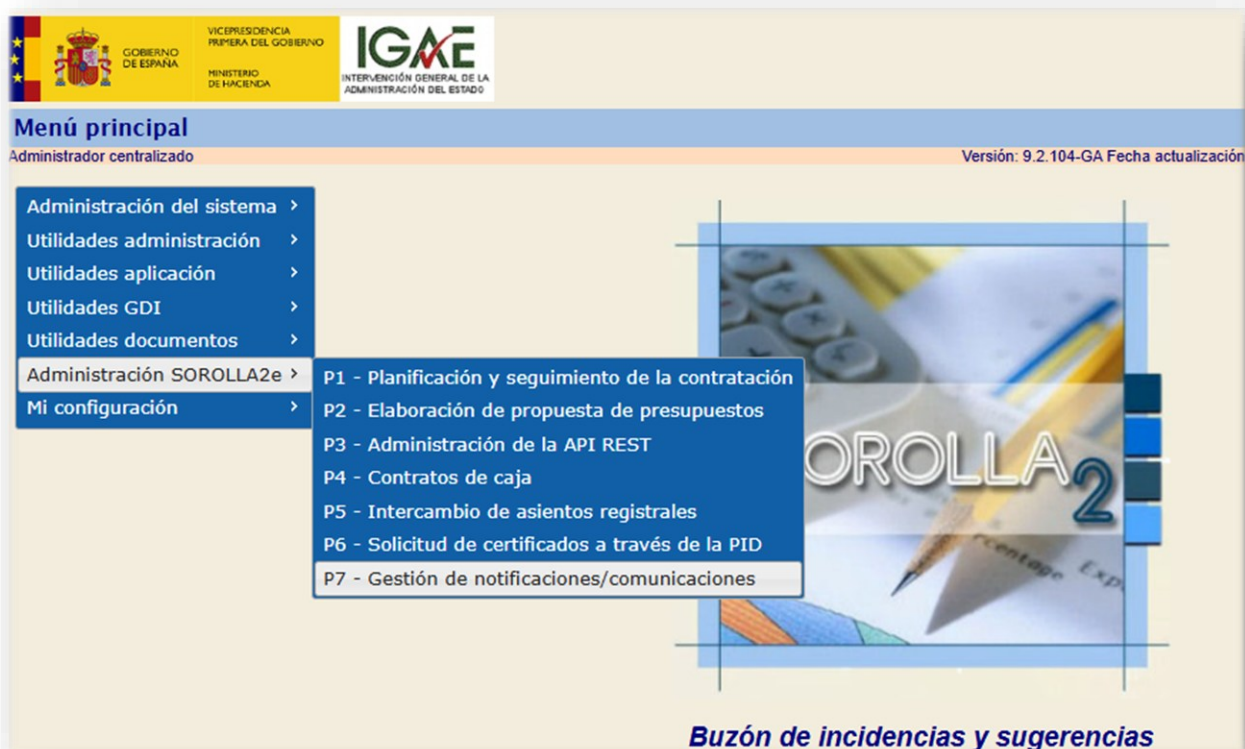 GOBIERNO
DE ESPAÑA
VICEPRESIDENCIA
PRIMERA DEL GOBIERNO
MINISTERIO
DE HACIENDA
IGAE
INTERVENCIÓN GENERAL DE LA
ADMINISTRACIÓN DEL ESTADO
Menú principal
Administrador centralizado
Versión: 9.2.104-GA Fecha actualización
Administración del sistema
Utilidades administración
Utilidades aplicación
Utilidades GDI
Utilidades documentos
Administración SOROLLA2e
Mi configuración
P1 - Planificación y seguimiento de la contratación
P2 - Elaboración de propuesta de presupuestos
P3 - Administración de la API REST
P4 - Contratos de caja
P5 - Intercambio de asientos registrales
P6 - Solicitud de certificados a través de la PID
P7 - Gestión de notificaciones/comunicaciones
OROLLA2
centage
Buzón de incidencias y sugerencias